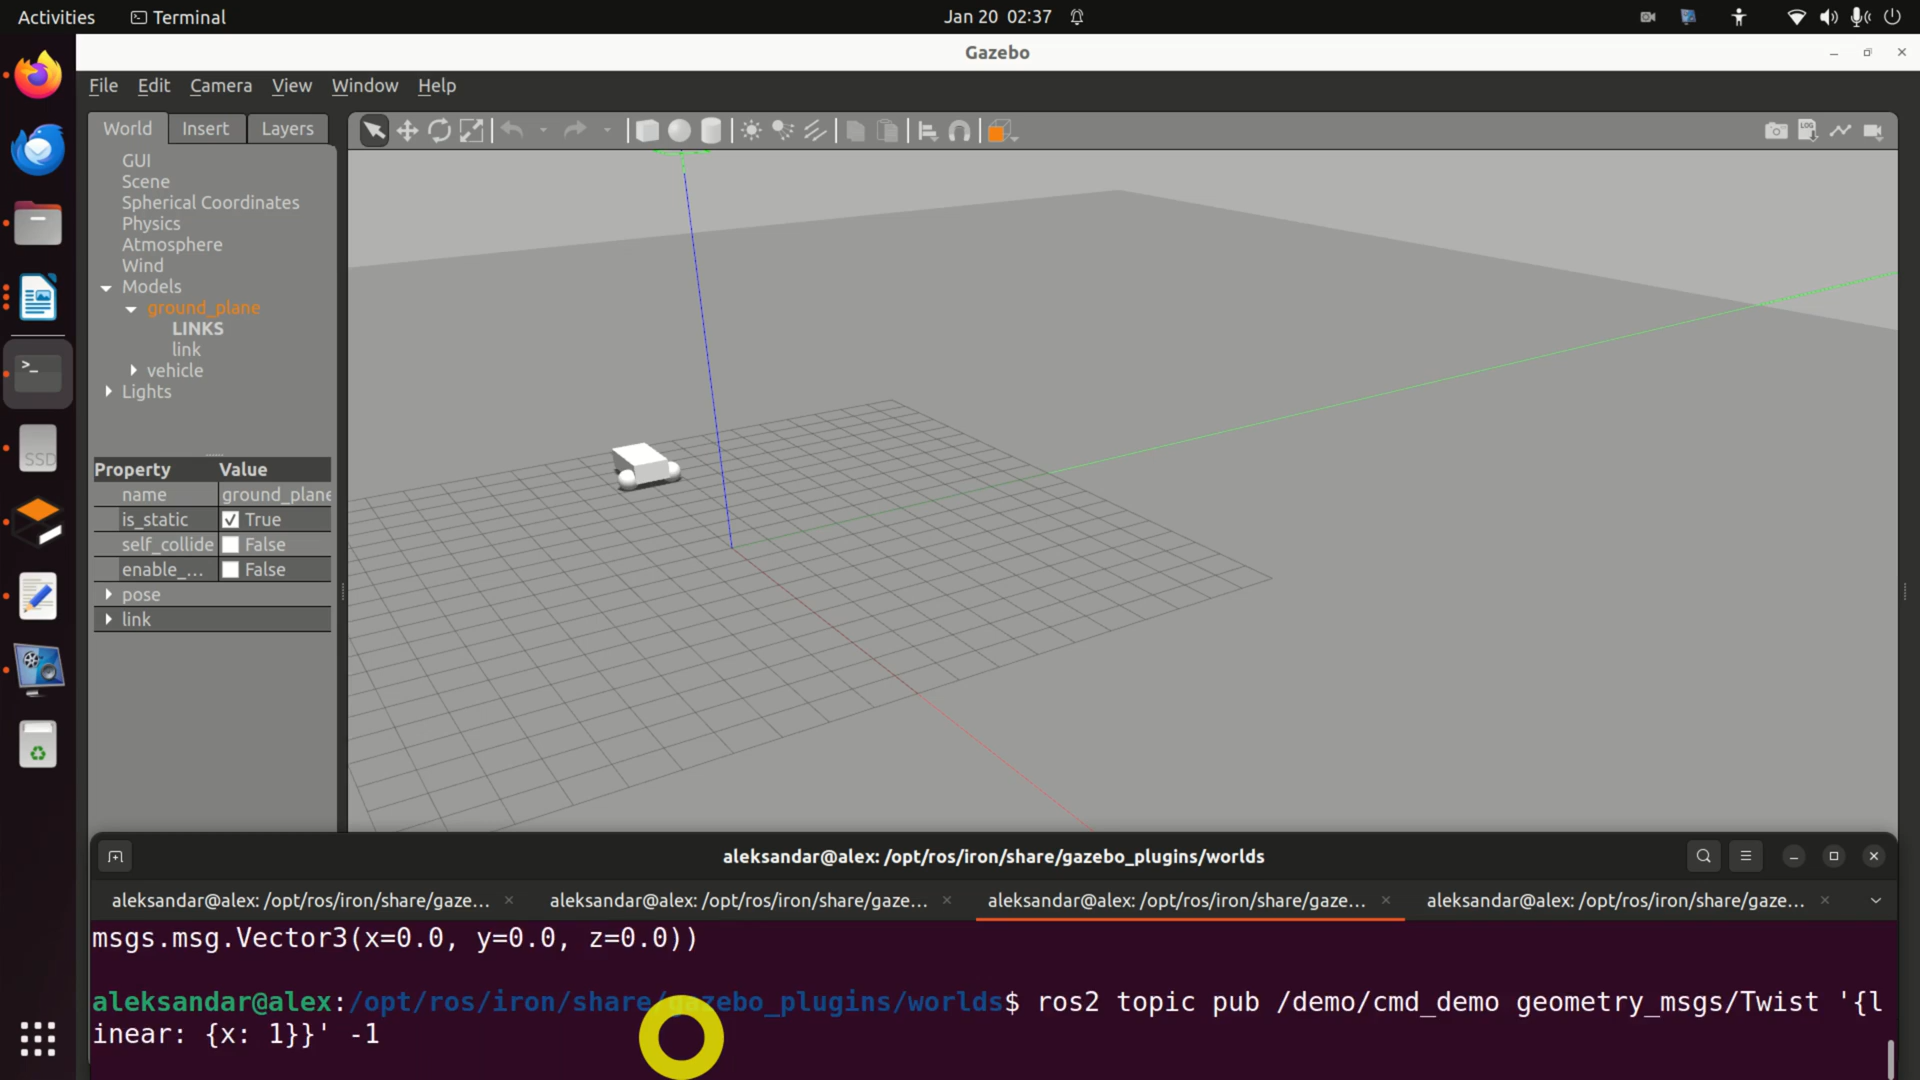 Activities
Terminal
Jan 20 02:37
Gazebo
File Edit Camera View Window Help
World Insert Layers
LOG
GUI
Scene
Spherical Coordinates
Physics
Atmosphere
Wind
Models
ground_plane
LINKS
link
vehicle
Lights
SSD
Property Value
name ground_plane
is_static True
self_collide False
enable_... False
pose
link
aleksandar@alex: /opt/ros/iron/share/gazebo_plugins/worlds
aleksandar@alex: /opt/ros/iron/share/gaze... aleksandar@alex: /opt/ros/iron/share/gaze... aleksandar@alex: /opt/ros/iron/share/gaze... aleksandar@alex: /opt/ros/iron/share/gaze...
msgs.msg.Vector3(x=0.0, y=0.0, z=0.0))
aleksandar@alex:/opt/ros/iron/share/gazebo_plugins/worlds$ ros2 topic pub /demo/cmd_demo geometry_msgs/Twist '{l
inear: {x: 1}}' -1